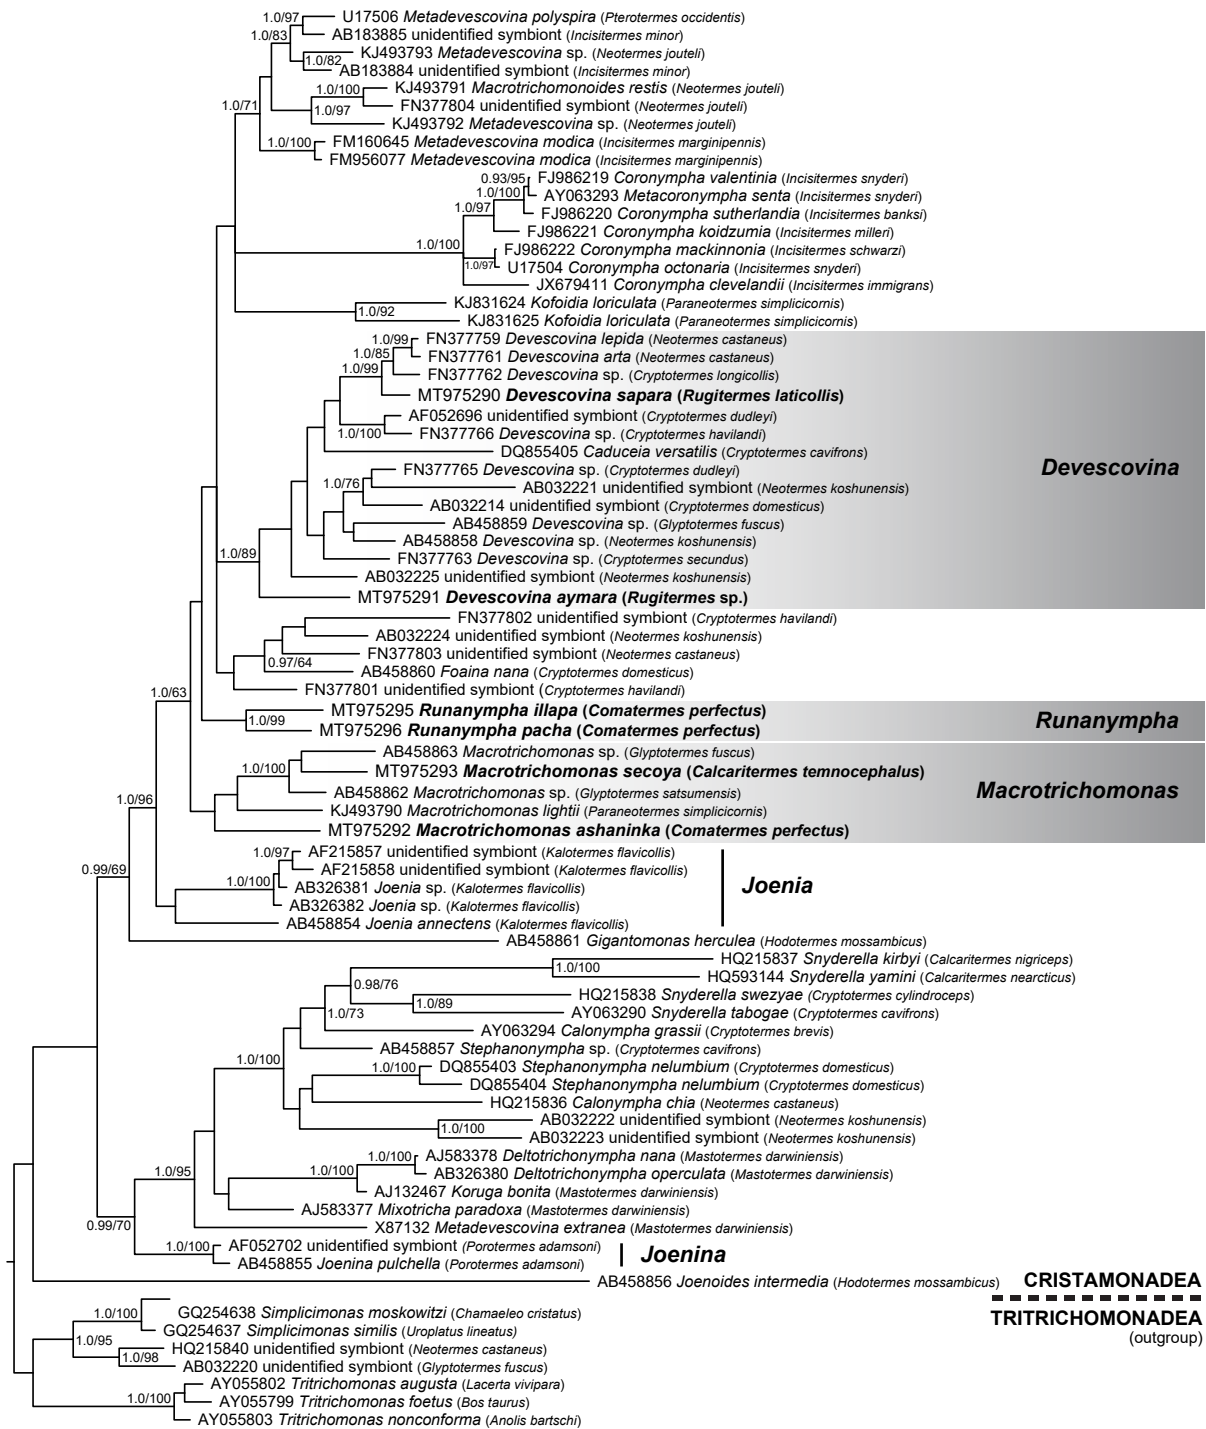 1.0/97
U17506 Metadevescovina polyspira (Pterotermes occidentis)
1.0/83
AB183885 unidentified symbiont (Incisitermes minor)
KJ493793 Metadevescovina sp. (Neotermes jouteli)
1.0/82
AB183884 unidentified symbiont (Incisitermes minor)
1.0/100
KJ493791 Macrotrichomonoides restis (Neotermes jouteli)
1.0/71
FN377804 unidentified symbiont (Neotermes jouteli)
1.0/97
KJ493792 Metadevescovina sp. (Neotermes jouteli)
1.0/100
FM160645 Metadevescovina modica (Incisitermes marginipennis)
FM956077 Metadevescovina modica (Incisitermes marginipennis)
0.93/95
FJ986219 Coronympha valentinia (Incisitermes snyderi)
1.0/100
AY063293 Metacoronympha senta (Incisitermes snyderi)
1.0/97
FJ986220 Coronympha sutherlandia (Incisitermes banksi)
FJ986221 Coronympha koidzumia (Incisitermes milleri)
1.0/100
FJ986222 Coronympha mackinnonia (Incisitermes schwarzi)
1.0/97
U17504 Coronympha octonaria (Incisitermes snyderi)
JX679411 Coronympha clevelandii (Incisitermes immigrans)
KJ831624 Kofoidia loriculata (Paraneotermes simplicicornis)
1.0/92
KJ831625 Kofoidia loriculata (Paraneotermes simplicicornis)
1.0/99
FN377759 Devescovina lepida (Neotermes castaneus)
1.0/85
FN377761 Devescovina arta (Neotermes castaneus)
1.0/99
FN377762 Devescovina sp. (Cryptotermes longicollis)
MT975290 Devescovina sapara (Rugitermes laticollis)
AF052696 unidentified symbiont (Cryptotermes dudleyi)
1.0/100
FN377766 Devescovina sp. (Cryptotermes havilandi)
DQ855405 Caduceia versatilis (Cryptotermes cavifrons)
Devescovina
FN377765 Devescovina sp. (Cryptotermes dudleyi)
1.0/76
AB032221 unidentified symbiont (Neotermes koshunensis)
AB032214 unidentified symbiont (Cryptotermes domesticus)
AB458859 Devescovina sp. (Glyptotermes fuscus)
AB458858 Devescovina sp. (Neotermes koshunensis)
1.0/89
FN377763 Devescovina sp. (Cryptotermes secundus)
AB032225 unidentified symbiont (Neotermes koshunensis)
MT975291 Devescovina aymara (Rugitermes sp.)
FN377802 unidentified symbiont (Cryptotermes havilandi)
AB032224 unidentified symbiont (Neotermes koshunensis)
FN377803 unidentified symbiont (Neotermes castaneus)
0.97/64
AB458860 Foaina nana (Cryptotermes domesticus)
FN377801 unidentified symbiont (Cryptotermes havilandi)
1.0/63
MT975295 Runanympha illapa (Comatermes perfectus)
1.0/99
Runanympha
MT975296 Runanympha pacha (Comatermes perfectus)
AB458863 Macrotrichomonas sp. (Glyptotermes fuscus)
1.0/100
MT975293 Macrotrichomonas secoya (Calcaritermes temnocephalus)
AB458862 Macrotrichomonas sp. (Glyptotermes satsumensis)
Macrotrichomonas
1.0/96
KJ493790 Macrotrichomonas lightii (Paraneotermes simplicicornis)
MT975292 Macrotrichomonas ashaninka (Comatermes perfectus)
1.0/97
AF215857 unidentified symbiont (Kalotermes flavicollis)
0.99/69
AF215858 unidentified symbiont (Kalotermes flavicollis)
1.0/100
AB326381 Joenia sp. (Kalotermes flavicollis)
Joenia
AB326382 Joenia sp. (Kalotermes flavicollis)
AB458854 Joenia annectens (Kalotermes flavicollis)
AB458861 Gigantomonas herculea (Hodotermes mossambicus)
HQ215837 Snyderella kirbyi (Calcaritermes nigriceps)
1.0/100
HQ593144 Snyderella yamini (Calcaritermes nearcticus)
0.98/76
HQ215838 Snyderella swezyae (Cryptotermes cylindroceps)
1.0/89
1.0/73
AY063290 Snyderella tabogae (Cryptotermes cavifrons)
AY063294 Calonympha grassii (Cryptotermes brevis)
AB458857 Stephanonympha sp. (Cryptotermes cavifrons)
1.0/100
1.0/100
DQ855403 Stephanonympha nelumbium (Cryptotermes domesticus)
DQ855404 Stephanonympha nelumbium (Cryptotermes domesticus)
HQ215836 Calonympha chia (Neotermes castaneus)
AB032222 unidentified symbiont (Neotermes koshunensis)
1.0/100
AB032223 unidentified symbiont (Neotermes koshunensis)
1.0/100
AJ583378 Deltotrichonympha nana (Mastotermes darwiniensis)
1.0/95
1.0/100
AB326380 Deltotrichonympha operculata (Mastotermes darwiniensis)
AJ132467 Koruga bonita (Mastotermes darwiniensis)
AJ583377 Mixotricha paradoxa (Mastotermes darwiniensis)
0.99/70
X87132 Metadevescovina extranea (Mastotermes darwiniensis)
1.0/100
AF052702 unidentified symbiont (Porotermes adamsoni)
Joenina
AB458855 Joenina pulchella (Porotermes adamsoni)
AB458856 Joenoides intermedia (Hodotermes mossambicus)
CRISTAMONADEA
1.0/100
GQ254638 Simplicimonas moskowitzi (Chamaeleo cristatus)
TRITRICHOMONADEA
GQ254637 Simplicimonas similis (Uroplatus lineatus)
(outgroup)
1.0/95
HQ215840 unidentified symbiont (Neotermes castaneus)
1.0/98
AB032220 unidentified symbiont (Glyptotermes fuscus)
AY055802 Tritrichomonas augusta (Lacerta vivipara)
1.0/100
AY055799 Tritrichomonas foetus (Bos taurus)
AY055803 Tritrichomonas nonconforma (Anolis bartschi)